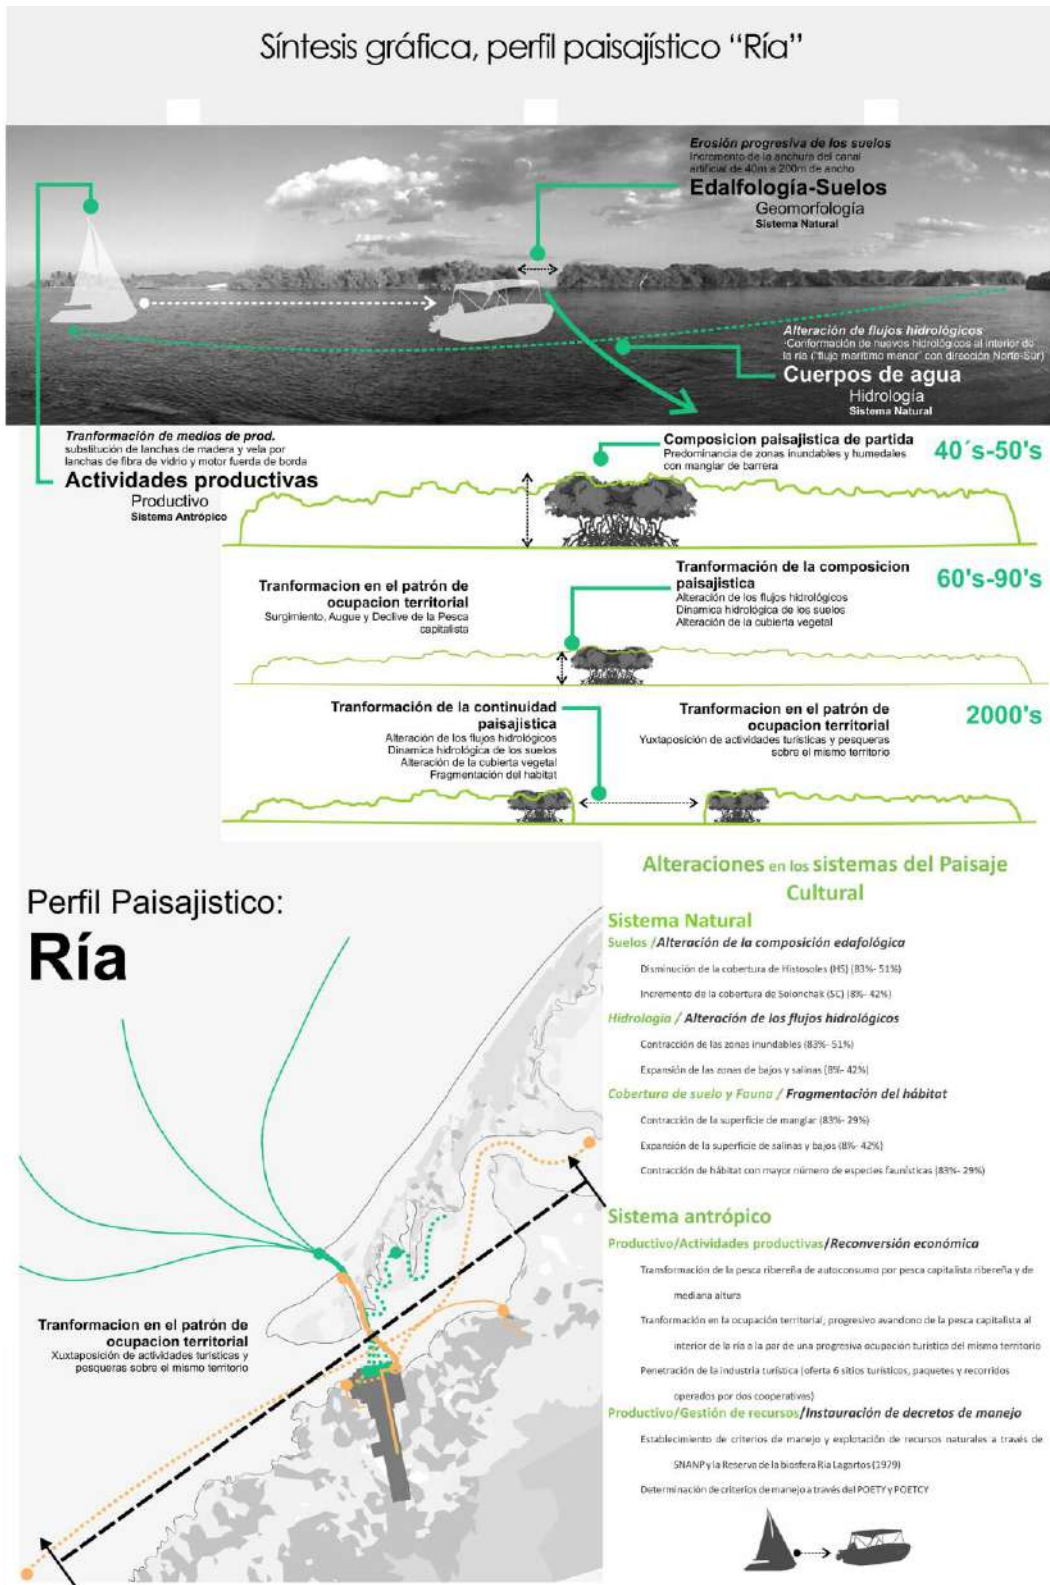 Síntesis gráfica, perfil paisajístico “Ría”
Erosión progresiva de los suelos
Incremento de la anchura del canal
artificial de 40m a 200m de ancho
Edalfología-Suelos
Geomorfología
Sistema Natural
Alteración de flujos hidrológicos
·Conformación de nuevos hidrológicos al interior de
la ría (“flujo marítimo menor” con dirección Norte-Sur)
Cuerpos de agua
Hidrología
Sistema Natural
Tranformación de medios de prod.
substitución de lanchas de madera y vela por
lanchas de fibra de vidrio y motor fuerda de borda
Actividades productivas
Productivo
Sistema Antrópico
Composicion paisajistica de partida
Predominancia de zonas inundables y humedales
con manglar de barrera
40´s-50's
Tranformacion en el patrón de
ocupacion territorial
Surgimiento, Augue y Declive de la Pesca
capitalista
Tranformación de la composicion
paisajistica
Alteración de los flujos hidrológicos
Dinamica hidrológica de los suelos
Alteración de la cubierta vegetal
60's-90's
Tranformación de la continuidad
paisajistica
Alteración de los flujos hidrológicos
Dinamica hidrológica de los suelos
Alteración de la cubierta vegetal
Fragmentación del habitat
Tranformacion en el patrón de
ocupacion territorial
Yuxtaposición de actividades turísticas y pesqueras
sobre el mismo territorio
2000's
Perfil Paisajistico:
Ría
Tranformacion en el patrón de
ocupacion territorial
Xuxtaposición de actividades turísticas y
pesqueras sobre el mismo territorio
Alteraciones en los sistemas del Paisaje
Cultural
Sistema Natural
Suelos /Alteración de la composición edafológica
Disminución de la cobertura de Histosoles (HS) (83%- 51%)
Incremento de la cobertura de Solonchak (SC) (8%- 42%)
Hidrología / Alteración de los flujos hidrológicos
Contracción de las zonas inundables (83%- 51%)
Expansión de las zonas de bajos y salinas (8%- 42%)
Cobertura de suelo y Fauna / Fragmentación del hábitat
Contracción de la superficie de manglar (83%- 29%)
Expansión de la superficie de salinas y bajos (8%- 42%)
Contracción de hábitat con mayor número de especies faunísticas (83%- 29%)
Sistema antrópico
Productivo/Actividades productivas/Reconversión económica
Transformación de la pesca ribereña de autoconsumo por pesca capitalista ribereña y de
mediana altura
Tranformación en la ocupación territorial, progresivo avandono de la pesca capitalista al
interior de la ría a la par de una progresiva ocupación turística del mismo territorio
Penetración de la industria turística (oferta 6 sitios turísticos, paquetes y recorridos
operados por dos cooperativas)
Productivo/Gestión de recursos/Instauración de decretos de manejo
Establecimiento de criterios de manejo y explotación de recursos naturales a través de
SNANP y la Reserva de la biosfera Ría Lagartos (1979)
Determinación de criterios de manejo a través del POETY y POETCY